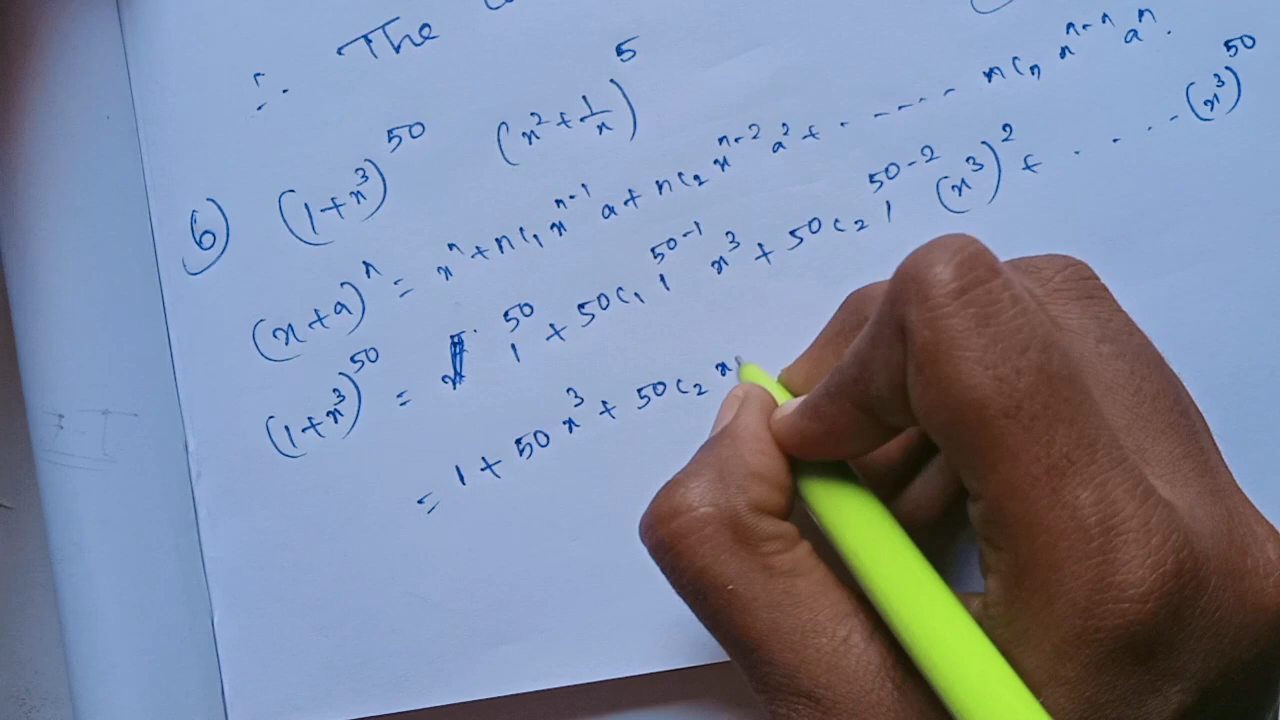 ∴ The
6) (1+x³)⁵⁰ (x²+1/x)⁵
(x+a)ⁿ = xⁿ + nC₁ xⁿ⁻¹ a + nC₂ xⁿ⁻² a² + ------ nCₙ xⁿ⁻ⁿ aⁿ.
(1+x³)⁵⁰ = 1⁵⁰ + 50C₁ 1⁵⁰⁻¹ x³ + 50C₂ 1⁵⁰⁻² (x³)² + ------ (x³)⁵⁰
= 1 + 50 x³ + 50C₂ x